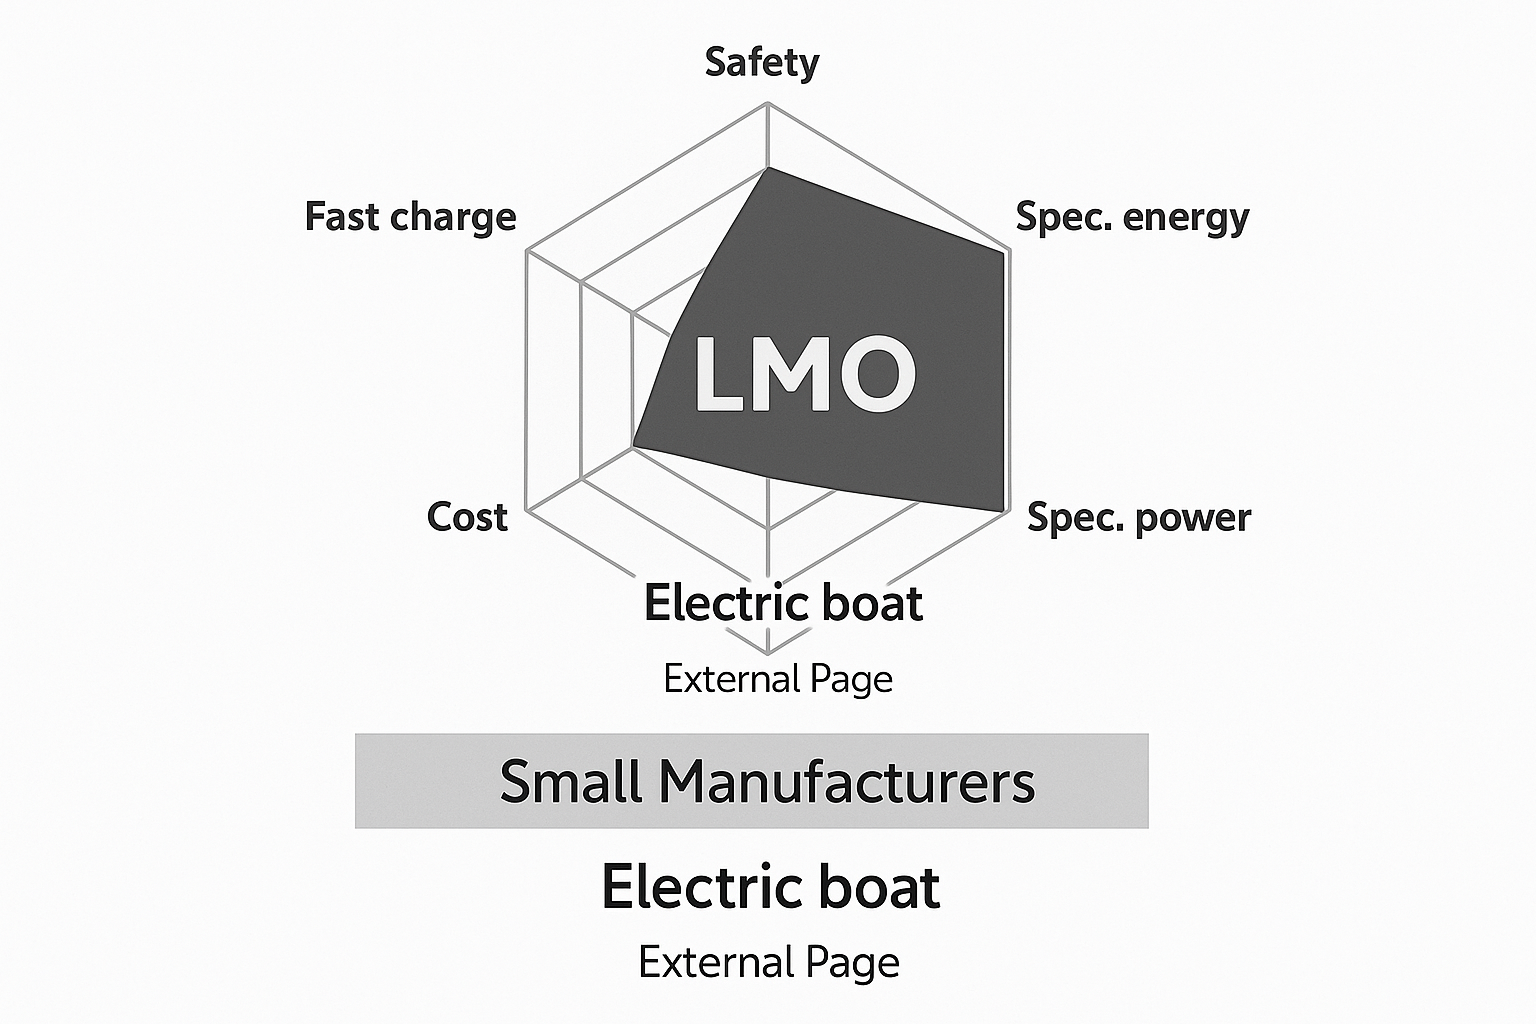 Safety
Fast charge
Spec. energy
LMO
Cost
Spec. power
Electric boat
External Page
Small Manufacturers
Electric boat
External Page